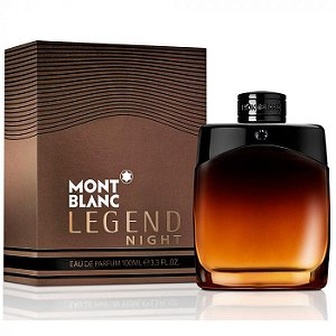 MONT
BLANC
LEGEND
NIGHT
EAU DE PARFUM 100ML ℮ 3.3 FL.OZ.